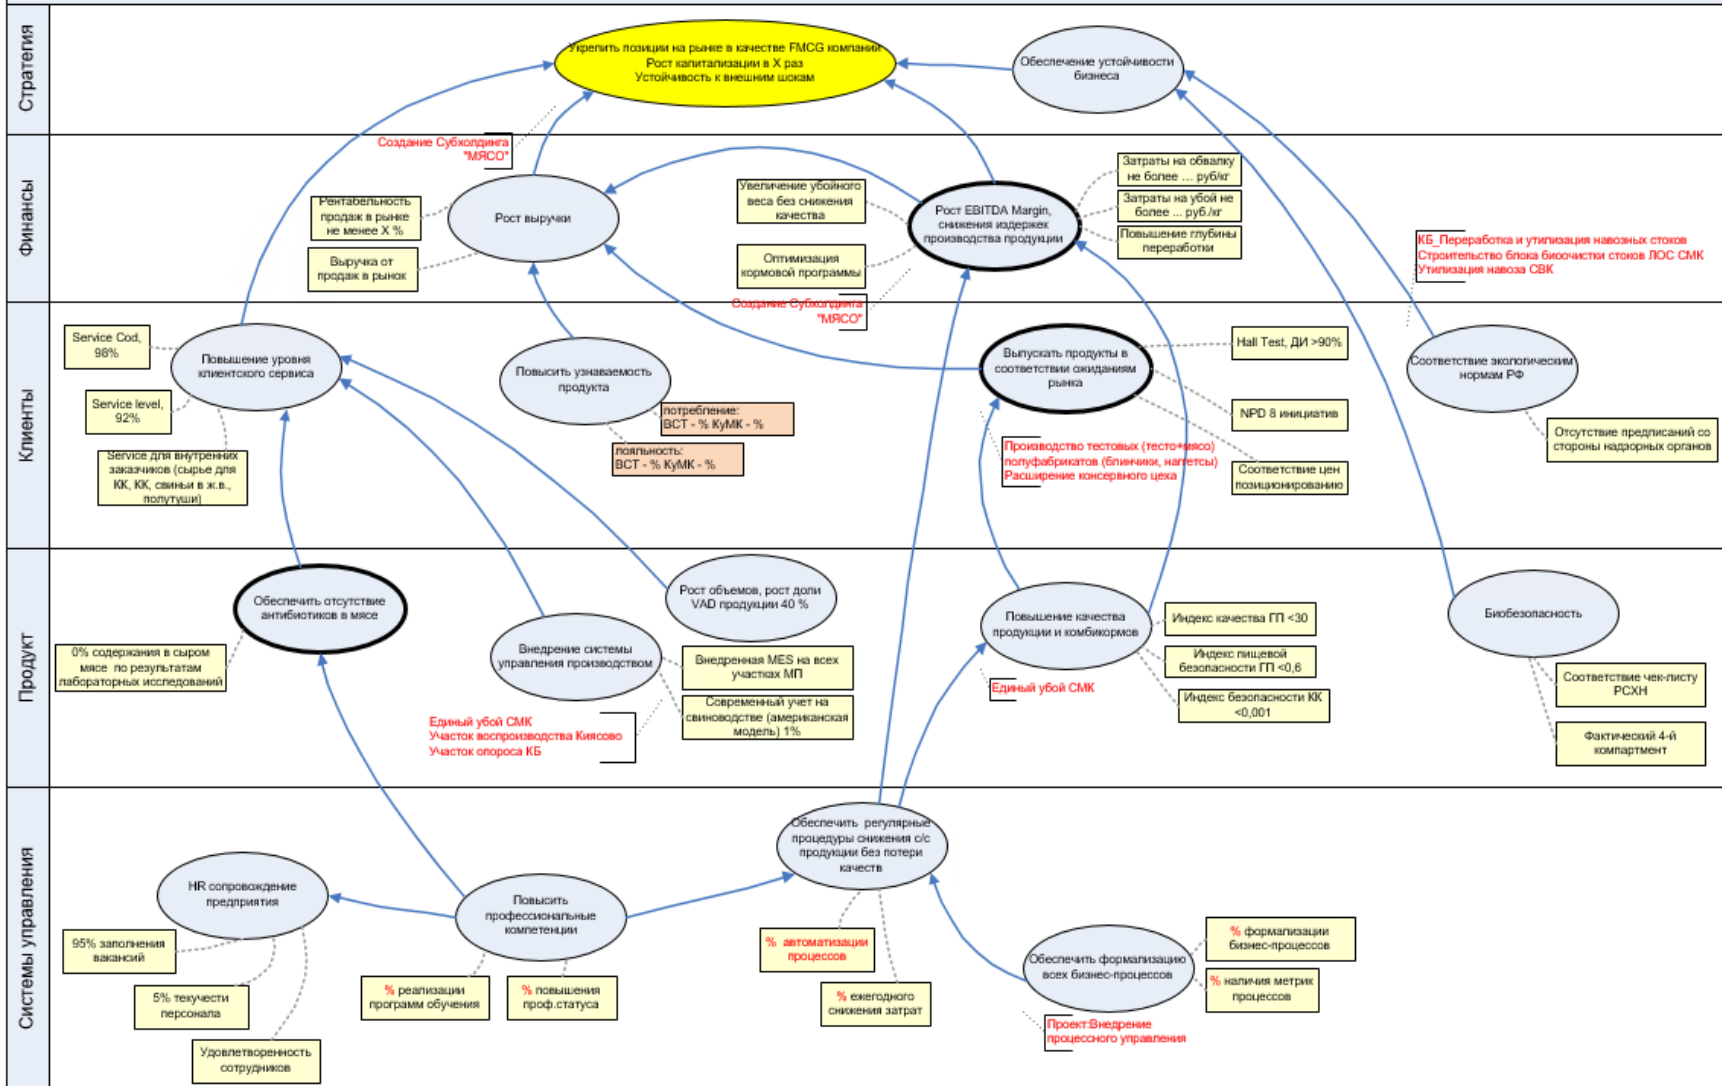 Стратегия
Укрепить позиции на рынке в качестве FMCG компании
Рост капитализации в X раз
Устойчивость к внешним шокам
Обеспечение устойчивости
бизнеса
Создание Субхолдинга
"МЯСО"
Финансы
Рентабельность
продаж в рынке
не менее X %
Выручка от
продаж в рынок
Рост выручки
Увеличение убойного
веса без снижения
качества
Оптимизация
кормовой программы
Рост EBITDA Margin,
снижения издержек
производства продукции
Затраты на обвалку
не более ... руб/кг
Затраты на убой не
более ... руб./кг
Повышение глубины
переработки
КБ_Переработка и утилизация навозных стоков
Строительство блока биоочистки стоков ЛОС СМК
Утилизация навоза СВК
Создание Субхолдинга
"МЯСО"
Клиенты
Service Cod,
98%
Service level,
92%
Service для внутренних
заказчиков (сырье для
КК, КК, свиньи в ж.в.,
полутуши)
Повышение уровня
клиентского сервиса
Повысить узнаваемость
продукта
потребление:
ВСТ - % КуМК - %
лояльность:
ВСТ - % КуМК - %
Выпускать продукты в
соответствии ожиданиям
рынка
Hall Test, ДИ >90%
NPD 8 инициатив
Соответствие цен
позиционированию
Производство тестовых (тесто+мясо)
полуфабрикатов (блинчики, наггетсы)
Расширение консервного цеха
Соответствие экологическим
нормам РФ
Отсутствие предписаний со
стороны надзорных органов
Продукт
Обеспечить отсутствие
антибиотиков в мясе
0% содержания в сыром
мясе по результатам
лабораторных исследований
Внедрение системы
управления производством
Рост объемов, рост доли
VAD продукции 40 %
Внедренная MES на всех
участках МП
Современный учет на
свиноводстве (американская
модель) 1%
Единый убой СМК
Участок воспроизводства Киясово
Участок опороса КБ
Повышение качества
продукции и комбикормов
Индекс качества ГП <30
Индекс пищевой
безопасности ГП <0,6
Индекс безопасности КК
<0,001
Единый убой СМК
Биобезопасность
Соответствие чек-листу
РСХН
Фактический 4-й
компартмент
Системы управления
HR сопровождение
предприятия
95% заполнения
вакансий
5% текучести
персонала
Удовлетворенность
сотрудников
Повысить
профессиональные
компетенции
% реализации
программ обучения
% повышения
проф.статуса
Обеспечить регулярные
процедуры снижения с/с
продукции без потери
качеств
% автоматизации
процессов
% ежегодного
снижения затрат
Обеспечить формализацию
всех бизнес-процессов
% формализации
бизнес-процессов
% наличия метрик
процессов
Проект:Внедрение
процессного управления